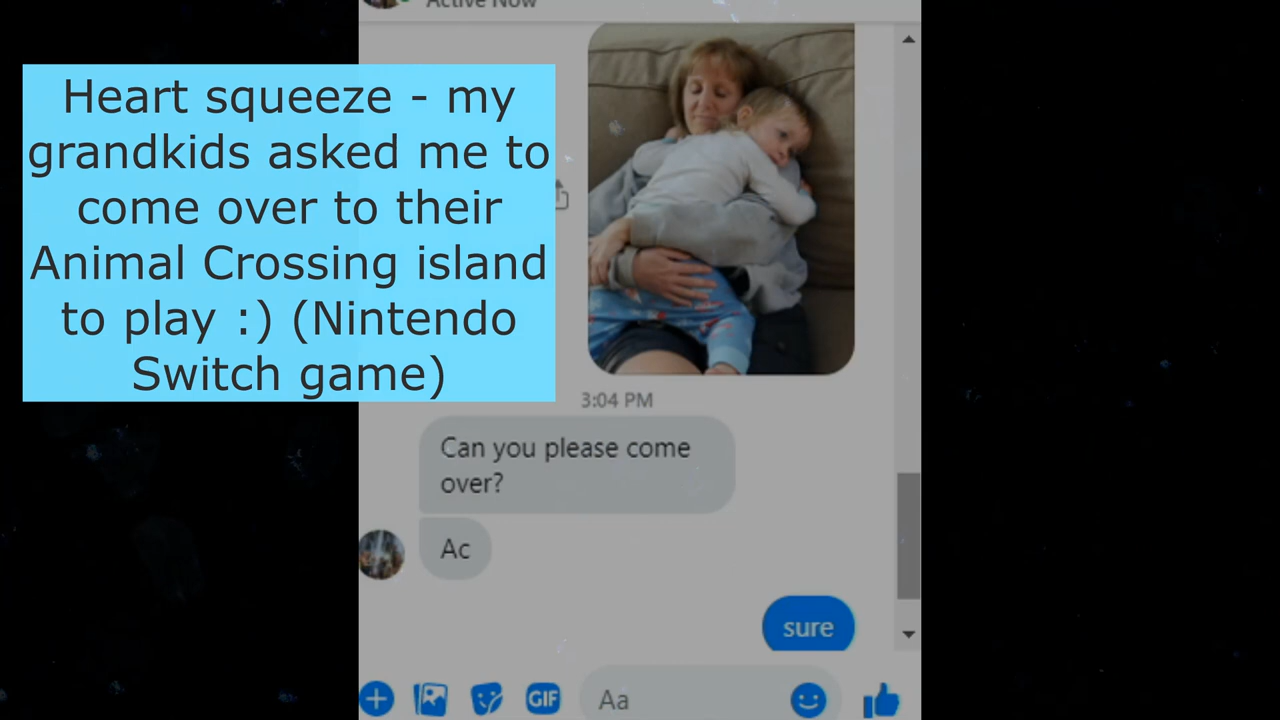 Active Now
Heart squeeze - my
grandkids asked me to
come over to their
Animal Crossing island
to play :) (Nintendo
Switch game)
3:04 PM
Can you please come
over?
Ac
sure
GIF
Aa